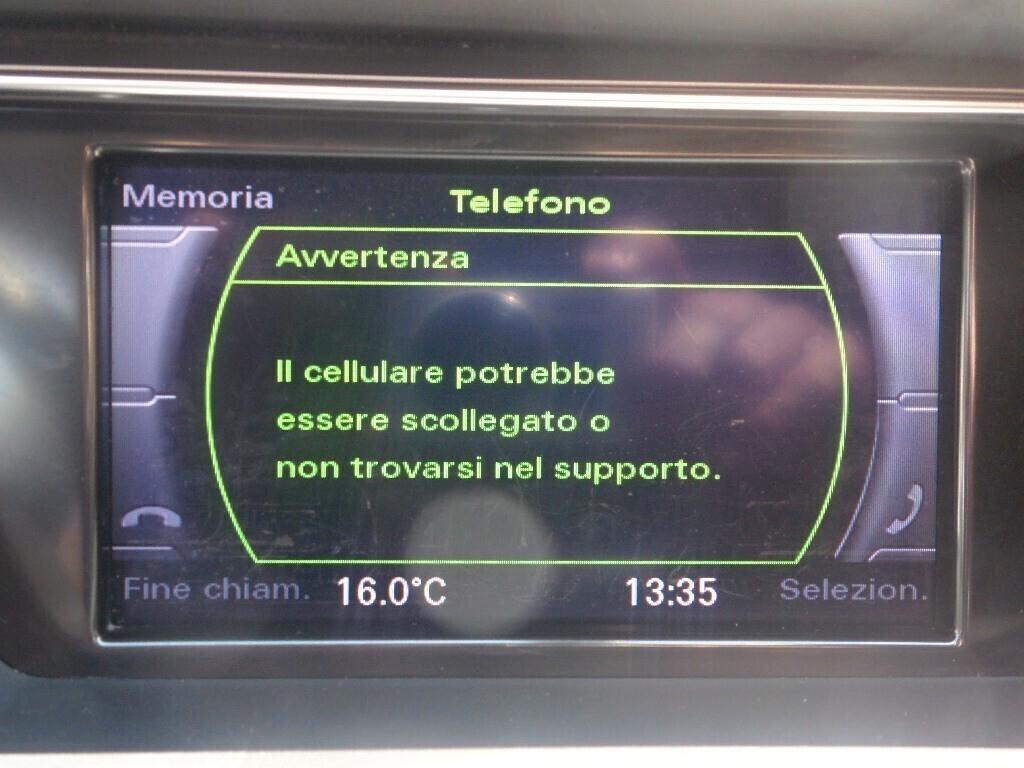 Memoria
Telefono
Avvertenza
Il cellulare potrebbe
essere scollegato o
non trovarsi nel supporto.
Fine chiam. 16.0°C 13:35 Selezion.